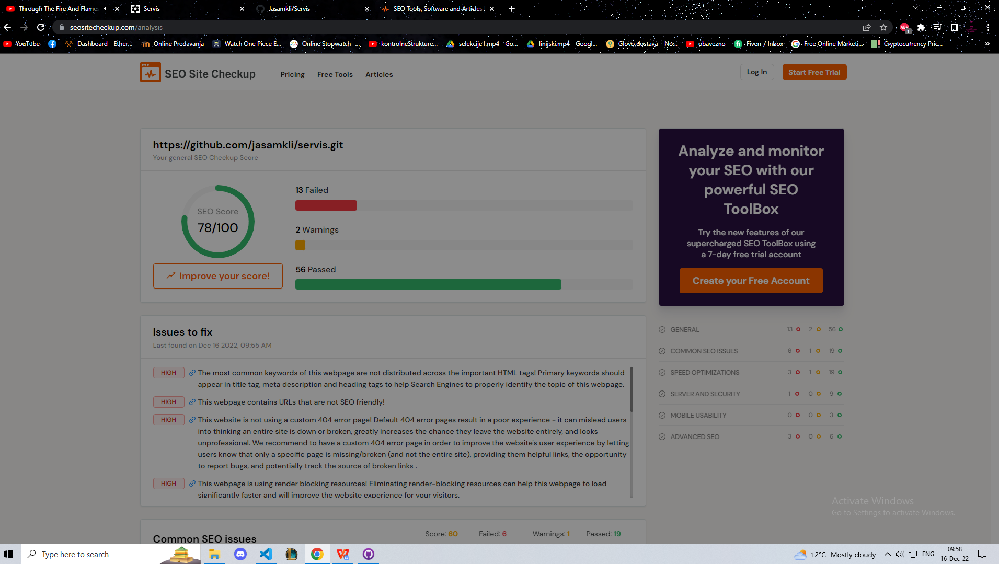 Through The Fire And Flames
Servis
Jasamkli/Servis
SEO Tools, Software and Articles
seositecheckup.com/analysis
ABP
1
YouTube
Dashboard - Ether...
Online Predavanja
Watch One Piece E...
Online Stopwatch -...
kontrolneStrukture...
selekcije1.mp4 - Go...
linijski.mp4 - Googl...
Glovo dostava – No...
obavezno
Fiverr / Inbox
Free Online Marketi...
Cryptocurrency Pric...
»
SEO Site Checkup
Pricing
Free Tools
Articles
Log In
Start Free Trial
https://github.com/jasamkli/servis.git
Your general SEO Checkup Score
SEO Score
78/100
Improve your score!
13 Failed
2 Warnings
56 Passed
Analyze and monitor
your SEO with our
powerful SEO
ToolBox
Try the new features of our
supercharged SEO ToolBox using
a 7-day free trial account
Create your Free Account
Issues to fix
Last found on Dec 16 2022, 09:55 AM
HIGH The most common keywords of this webpage are not distributed across the important HTML tags! Primary keywords should
appear in title tag, meta description and heading tags to help Search Engines to properly identify the topic of this webpage.
HIGH This webpage contains URLs that are not SEO friendly!
HIGH This website is not using a custom 404 error page! Default 404 error pages result in a poor experience - it can mislead users
into thinking an entire site is down or broken, greatly increases the chance they leave the website entirely, and looks
unprofessional. We recommend to have a custom 404 error page in order to improve the website's user experience by letting
users know that only a specific page is missing/broken (and not the entire site), providing them helpful links, the opportunity
to report bugs, and potentially track the source of broken links .
HIGH This webpage is using render blocking resources! Eliminating render-blocking resources can help this webpage to load
significantly faster and will improve the website experience for your visitors.
GENERAL 13 2 56
COMMON SEO ISSUES 6 1 19
SPEED OPTIMIZATIONS 3 1 19
SERVER AND SECURITY 1 0 9
MOBILE USABILITY 0 0 3
ADVANCED SEO 3 0 6
Common SEO issues
Score: 60
Failed: 6
Warnings: 1
Passed: 19
Activate Windows
Go to Settings to activate Windows.
Type here to search
12°C Mostly cloudy
ENG
09:58
16-Dec-22